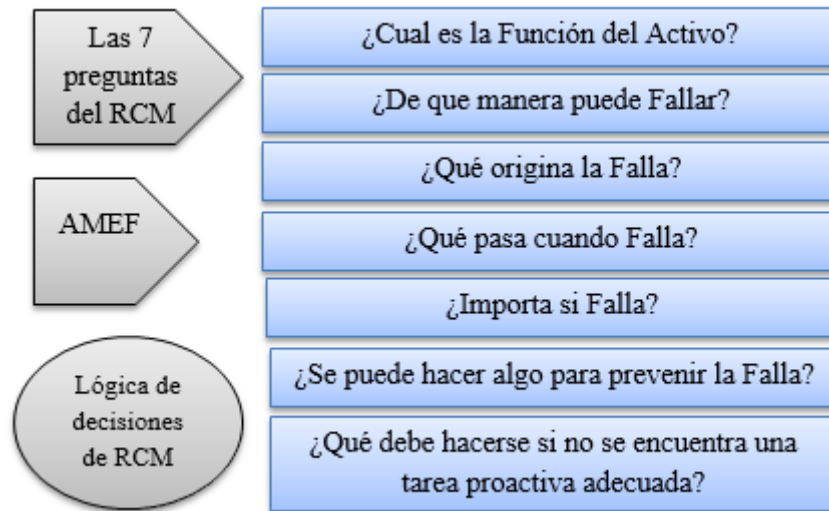 Las 7
preguntas
del RCM
¿Cual es la Función del Activo?
¿De que manera puede Fallar?
¿Qué origina la Falla?
AMEF
¿Qué pasa cuando Falla?
¿Importa si Falla?
Lógica de
decisiones
de RCM
¿Se puede hacer algo para prevenir la Falla?
¿Qué debe hacerse si no se encuentra una
tarea proactiva adecuada?